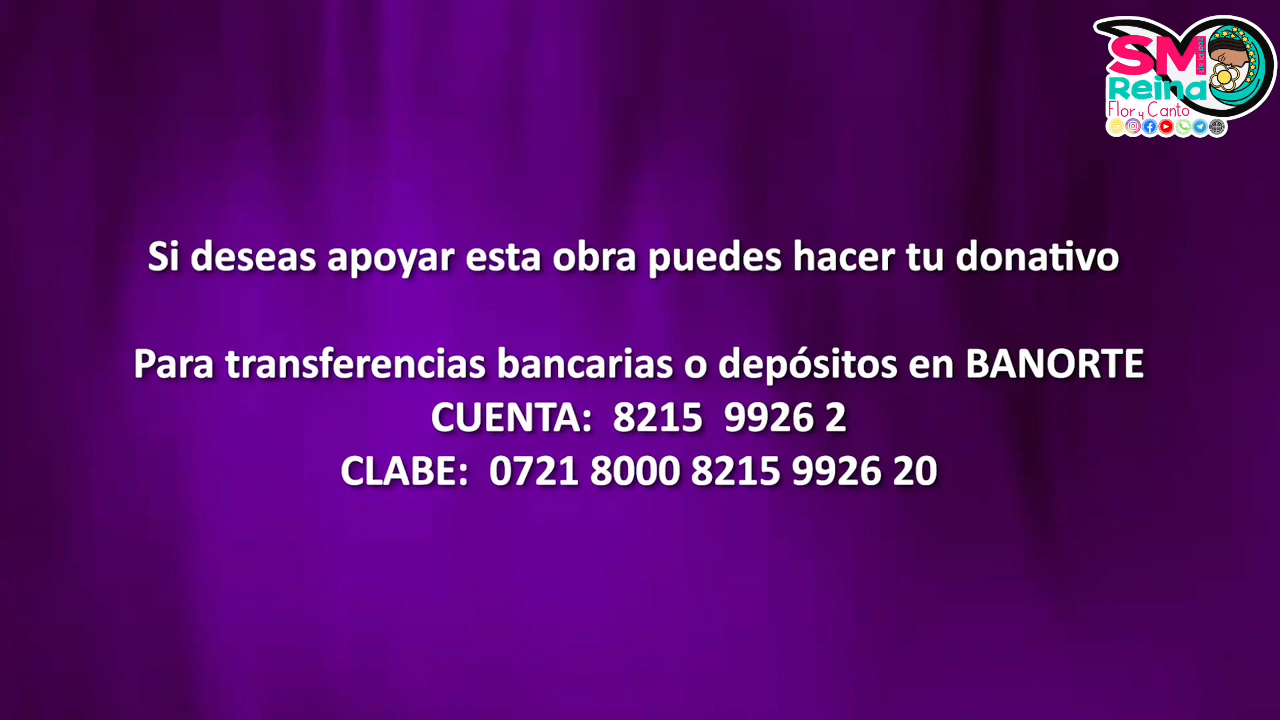 SM
Reina
Flor y Canto
Si deseas apoyar esta obra puedes hacer tu donativo
Para transferencias bancarias o depósitos en BANORTE
CUENTA: 8215 9926 2
CLABE: 0721 8000 8215 9926 20